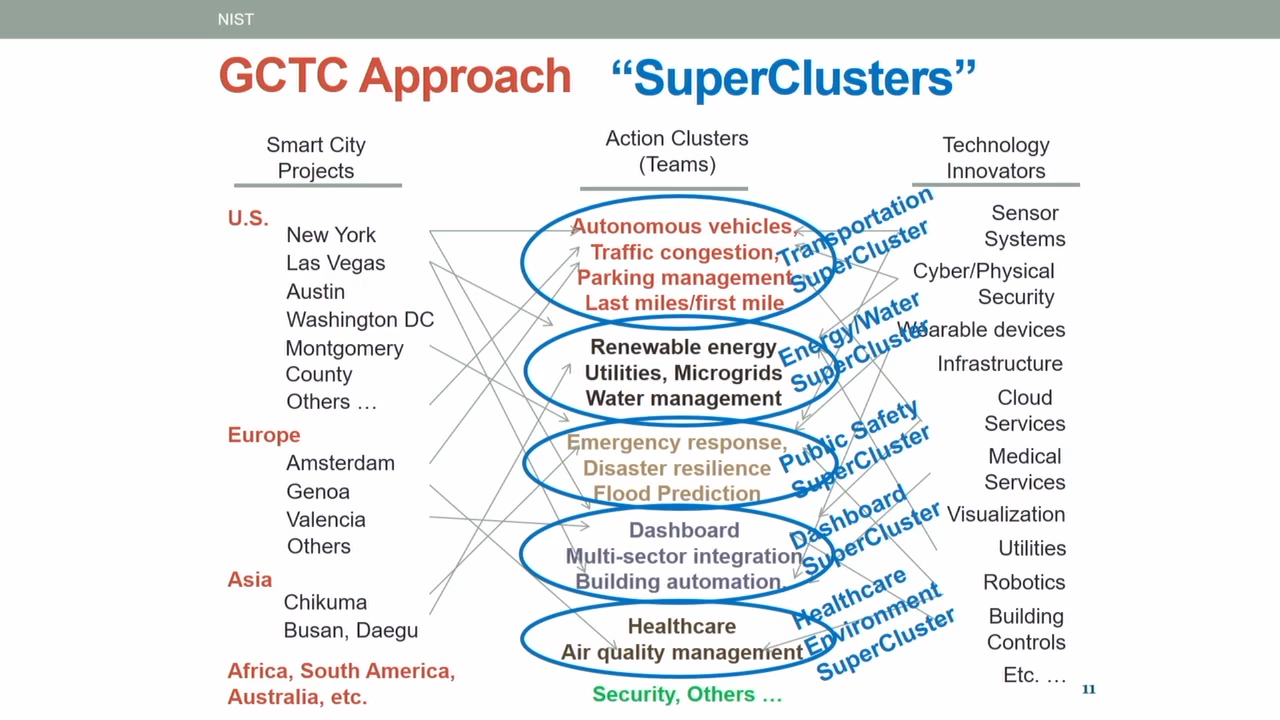 NIST
GCTC Approach “SuperClusters”
Smart City
Projects
U.S.
New York
Las Vegas
Austin
Washington DC
Montgomery
County
Others …
Europe
Amsterdam
Genoa
Valencia
Others
Asia
Chikuma
Busan, Daegu
Africa, South America,
Australia, etc.
Action Clusters
(Teams)
Autonomous vehicles,
Traffic congestion,
Parking management
Last miles/first mile
Renewable energy
Utilities, Microgrids
Water management
Emergency response,
Disaster resilience
Flood Prediction
Dashboard
Multi-sector integration
Building automation.
Healthcare
Air quality management
Security, Others …
Transportation
SuperCluster
Energy/Water
SuperCluster
Public Safety
SuperCluster
Dashboard
SuperCluster
Healthcare
Environment
SuperCluster
Technology
Innovators
Sensor
Systems
Cyber/Physical
Security
Wearable devices
Infrastructure
Cloud
Services
Medical
Services
Visualization
Utilities
Robotics
Building
Controls
Etc. …
11